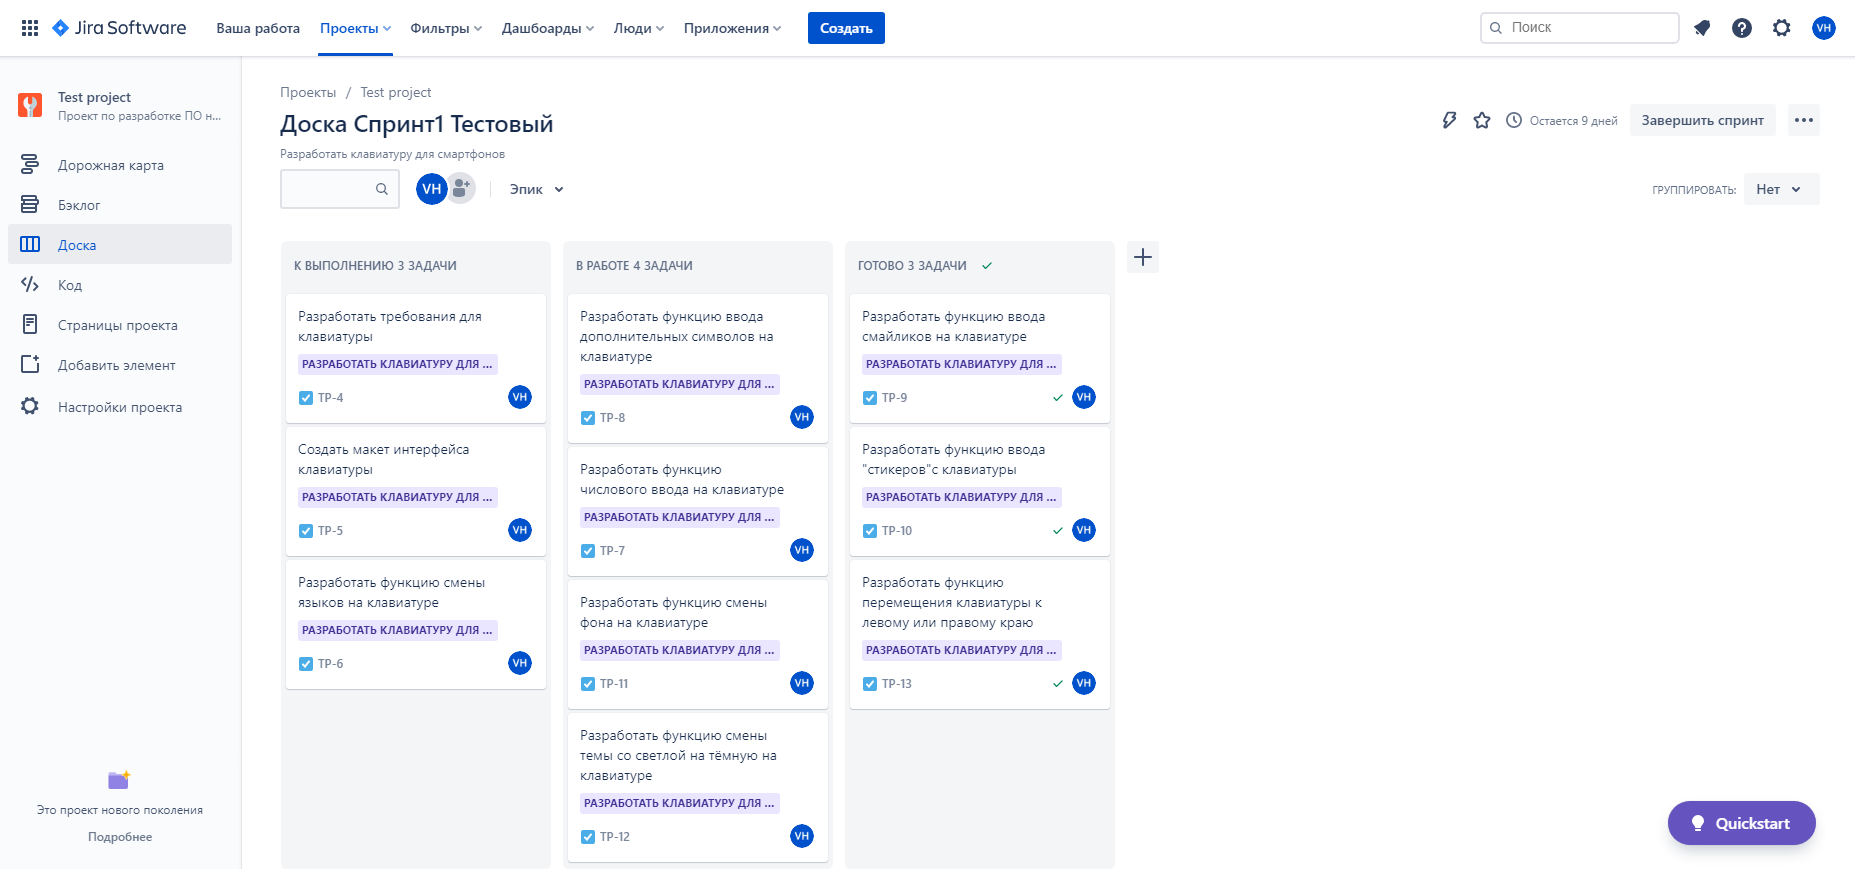 Jira Software Ваша работа Проекты Фильтры Дашборды Люди Приложения Создать Поиск VH
Test project
Проект по разработке ПО н...
Дорожная карта
Бэклог
Доска
Код
Страницы проекта
Добавить элемент
Настройки проекта
Это проект нового поколения
Подробнее
Проекты / Test project
Доска Спринт1 Тестовый
Остается 9 дней Завершить спринт
Разработать клавиатуру для смартфонов
VH Эпик ГРУППИРОВАТЬ: Нет
К ВЫПОЛНЕНИЮ 3 ЗАДАЧИ
Разработать требования для
клавиатуры
РАЗРАБОТАТЬ КЛАВИАТУРУ ДЛЯ ...
TP-4 VH
Создать макет интерфейса
клавиатуры
РАЗРАБОТАТЬ КЛАВИАТУРУ ДЛЯ ...
TP-5 VH
Разработать функцию смены
языков на клавиатуре
РАЗРАБОТАТЬ КЛАВИАТУРУ ДЛЯ ...
TP-6 VH
В РАБОТЕ 4 ЗАДАЧИ
Разработать функцию ввода
дополнительных символов на
клавиатуре
РАЗРАБОТАТЬ КЛАВИАТУРУ ДЛЯ ...
TP-8 VH
Разработать функцию
числового ввода на клавиатуре
РАЗРАБОТАТЬ КЛАВИАТУРУ ДЛЯ ...
TP-7 VH
Разработать функцию смены
фона на клавиатуре
РАЗРАБОТАТЬ КЛАВИАТУРУ ДЛЯ ...
TP-11 VH
Разработать функцию смены
темы со светлой на тёмную на
клавиатуре
РАЗРАБОТАТЬ КЛАВИАТУРУ ДЛЯ ...
TP-12 VH
ГОТОВО 3 ЗАДАЧИ
Разработать функцию ввода
смайликов на клавиатуре
РАЗРАБОТАТЬ КЛАВИАТУРУ ДЛЯ ...
TP-9 VH
Разработать функцию ввода
"стикеров"с клавиатуры
РАЗРАБОТАТЬ КЛАВИАТУРУ ДЛЯ ...
TP-10 VH
Разработать функцию
перемещения клавиатуры к
левому или правому краю
РАЗРАБОТАТЬ КЛАВИАТУРУ ДЛЯ ...
TP-13 VH
Quickstart